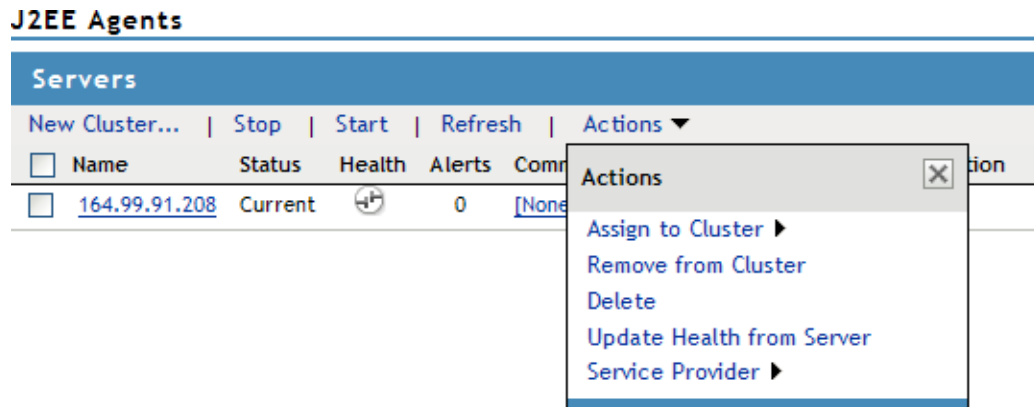 J2EE Agents
Servers
New Cluster... | Stop | Start | Refresh | Actions
Name Status Health Alerts
Actions
164.99.91.208 Current 0 [None
Assign to Cluster
Remove from Cluster
Delete
Update Health from Server
Service Provider